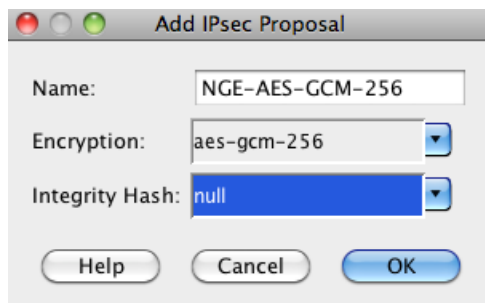 Add IPsec Proposal
Name: NGE-AES-GCM-256
Encryption: aes-gcm-256
Integrity Hash: null
Help Cancel OK